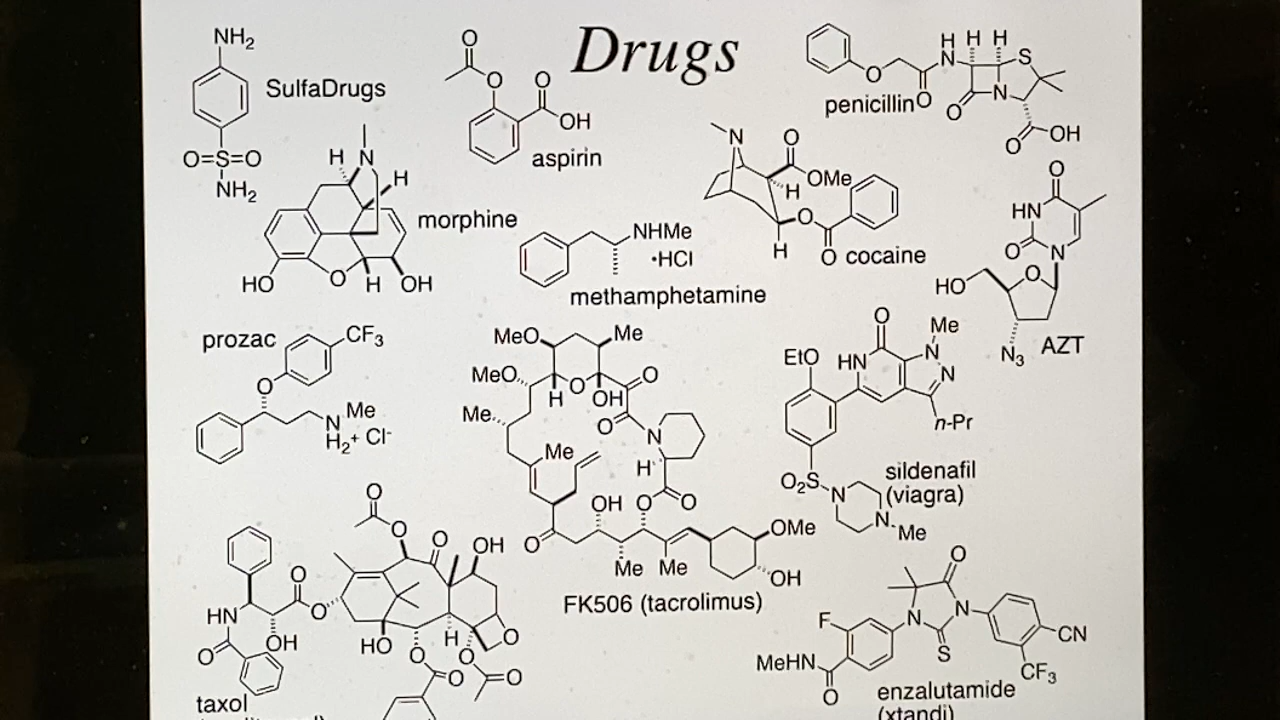 Drugs
NH2
SulfaDrugs
O=S=O
NH2
O
O
O
OH
aspirin
O
O
H
N
H
H
S
O
N
O
O
OH
penicillin
H
N
H
HO
O
H
OH
morphine
NHMe
·HCl
methamphetamine
N
O
OMe
H
O
H
O
cocaine
O
HN
O
N
HO
O
N3
AZT
prozac
CF3
O
N
H2+
Me
Cl-
MeO
Me
MeO
H
O
OH
O
O
N
Me
Me
H
O
O
OH
O
OMe
Me
Me
OH
FK506 (tacrolimus)
O
Me
EtO
HN
N
N
n-Pr
O2S
N
N
Me
sildenafil
(viagra)
O
O
O
OH
HN
O
O
OH
O
HO
H
O
O
O
O
O
taxol
O
F
N
N
S
CN
CF3
MeHN
O
enzalutamide
(xtandi)